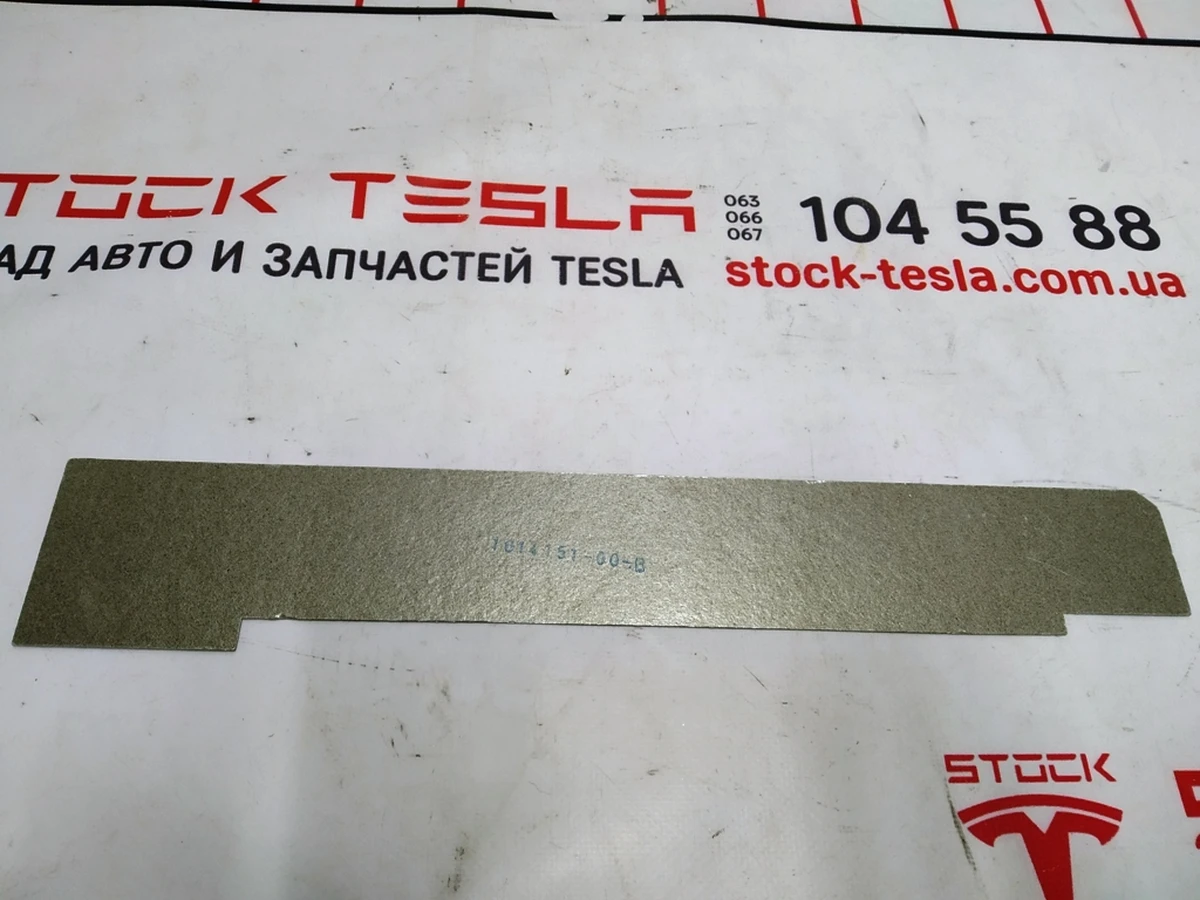 STOCK TESLA
АД АВТО И ЗАПЧАСТЕЙ TESLA
063
066
067
104 55 88
stock-tesla.com.ua
1014151-00-B
STOCK